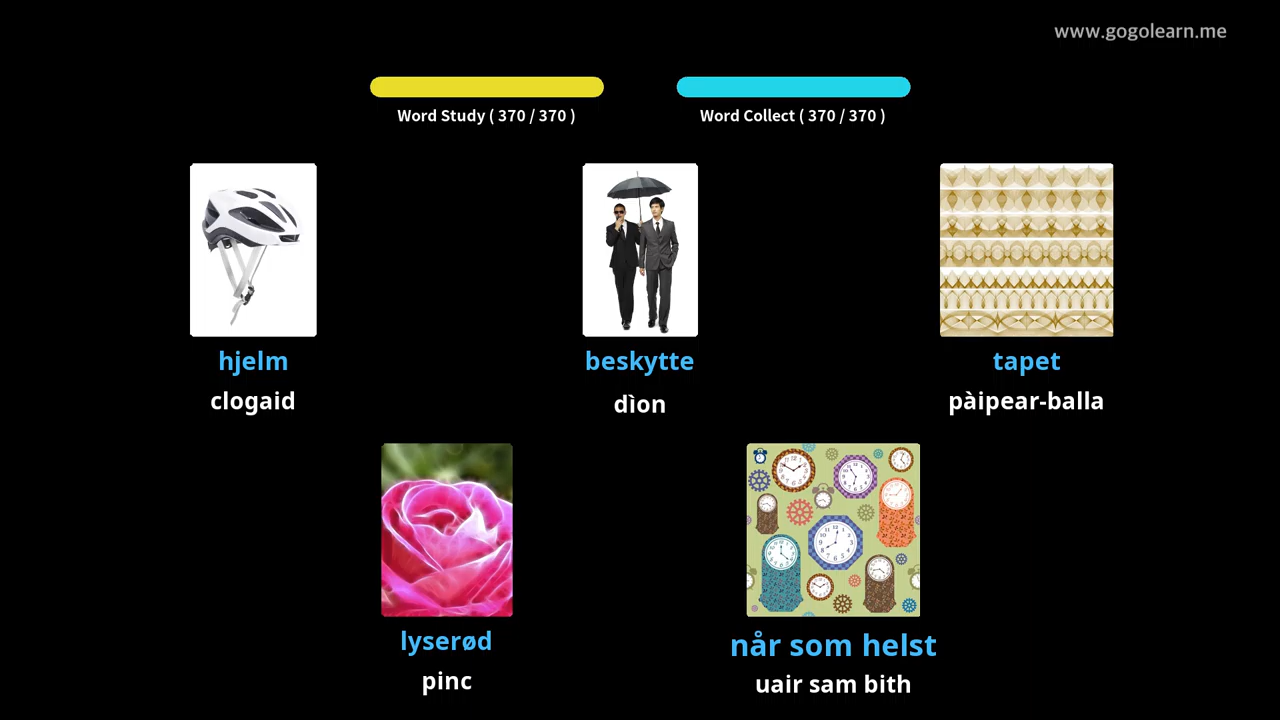 www.gogolearn.me
Word Study ( 370 / 370 )
Word Collect ( 370 / 370 )
hjelm
clogaid
beskytte
dìon
tapet
pàipear-balla
lyserød
pinc
når som helst
uair sam bith